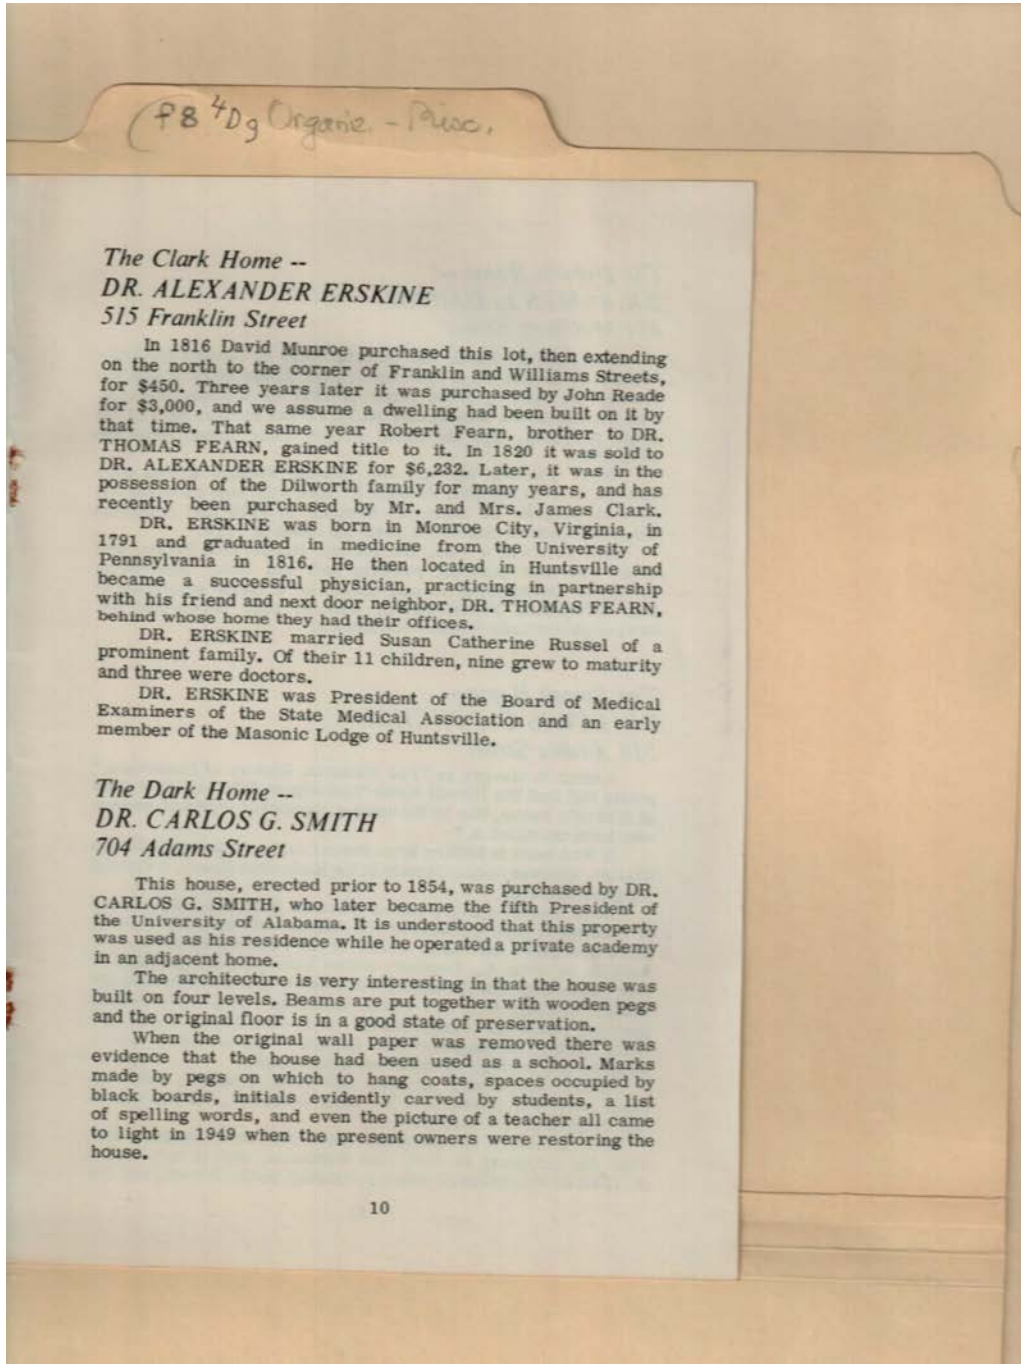 f8 4Dg Organiz. - Misc.
The Clark Home --
DR. ALEXANDER ERSKINE
515 Franklin Street
In 1816 David Munroe purchased this lot, then extending
on the north to the corner of Franklin and Williams Streets,
for $450. Three years later it was purchased by John Reade
for $3,000, and we assume a dwelling had been built on it by
that time. That same year Robert Fearn, brother to DR.
THOMAS FEARN, gained title to it. In 1820 it was sold to
DR. ALEXANDER ERSKINE for $6,232. Later, it was in the
possession of the Dilworth family for many years, and has
recently been purchased by Mr. and Mrs. James Clark.
DR. ERSKINE was born in Monroe City, Virginia, in
1791 and graduated in medicine from the University of
Pennsylvania in 1816. He then located in Huntsville and
became a successful physician, practicing in partnership
with his friend and next door neighbor, DR. THOMAS FEARN,
behind whose home they had their offices.
DR. ERSKINE married Susan Catherine Russel of a
prominent family. Of their 11 children, nine grew to maturity
and three were doctors.
DR. ERSKINE was President of the Board of Medical
Examiners of the State Medical Association and an early
member of the Masonic Lodge of Huntsville.
The Dark Home --
DR. CARLOS G. SMITH
704 Adams Street
This house, erected prior to 1854, was purchased by DR.
CARLOS G. SMITH, who later became the fifth President of
the University of Alabama. It is understood that this property
was used as his residence while he operated a private academy
in an adjacent home.
The architecture is very interesting in that the house was
built on four levels. Beams are put together with wooden pegs
and the original floor is in a good state of preservation.
When the original wall paper was removed there was
evidence that the house had been used as a school. Marks
made by pegs on which to hang coats, spaces occupied by
black boards, initials evidently carved by students, a list
of spelling words, and even the picture of a teacher all came
to light in 1949 when the present owners were restoring the
house.
10